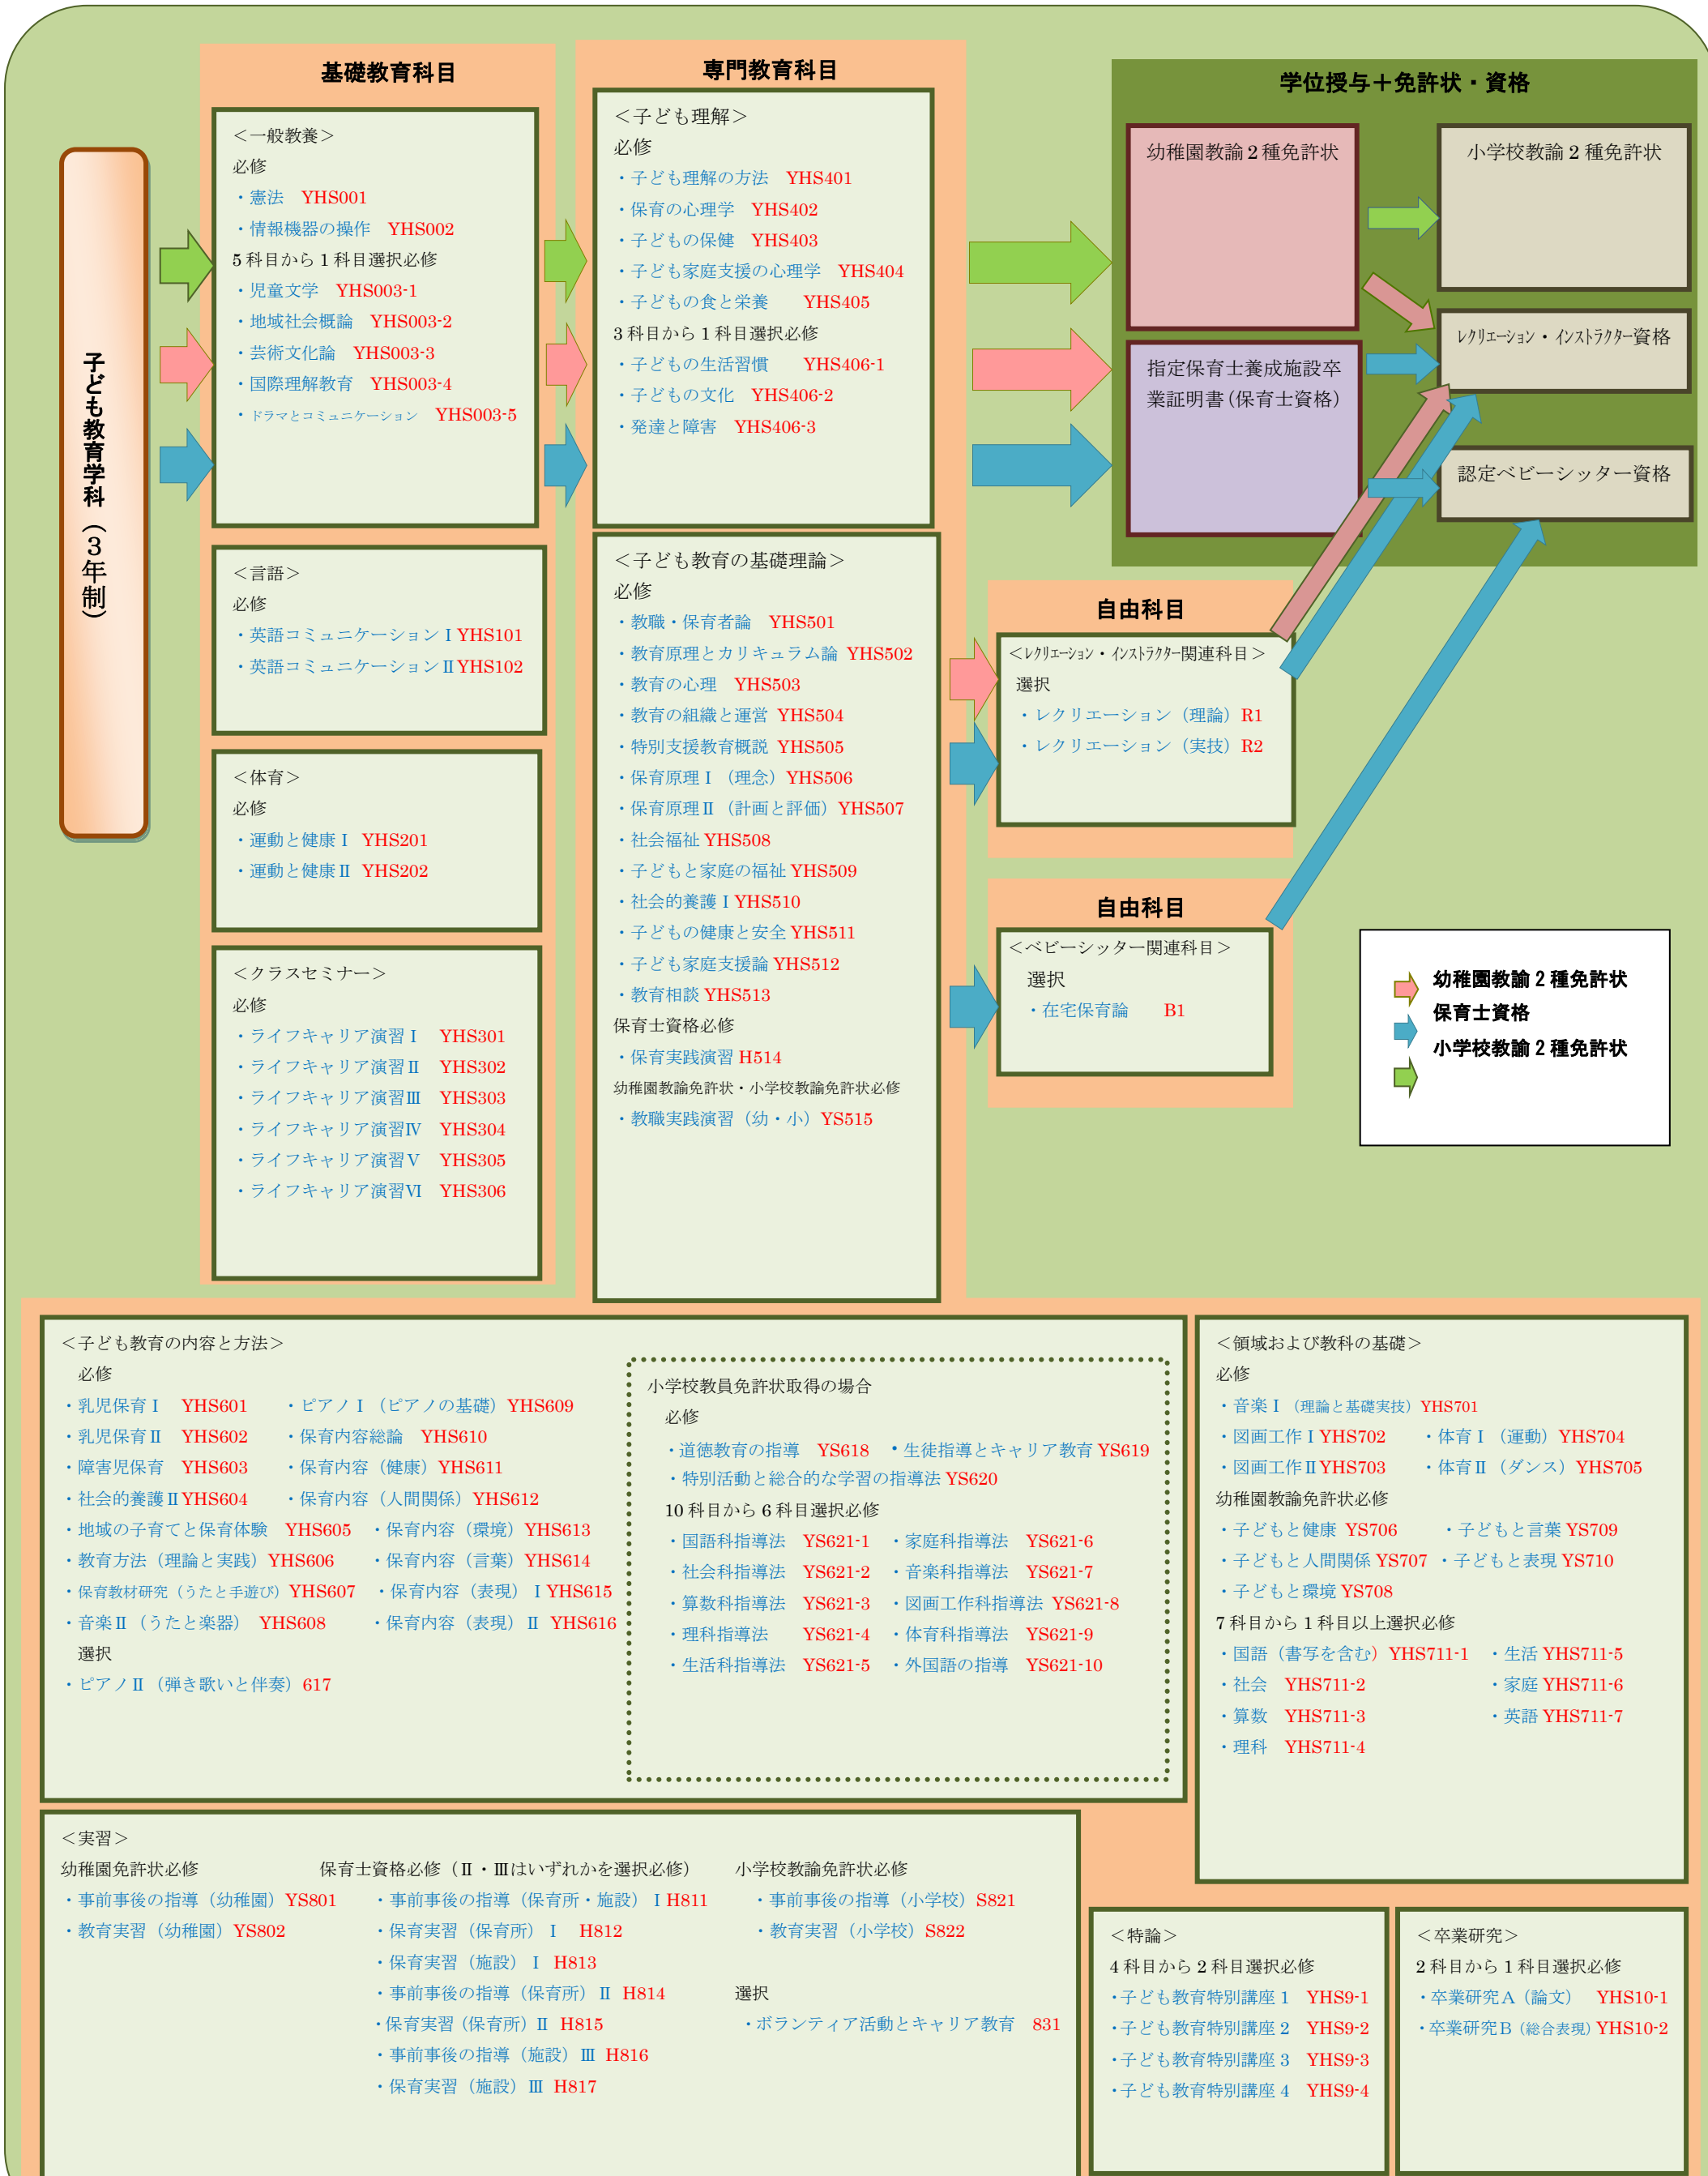 子ども教育学科（３年制）
基礎教育科目
＜一般教養＞
必修
・憲法　YHS001
・情報機器の操作　YHS002
5 科目から 1 科目選択必修
・児童文学　YHS003-1
・地域社会概論　YHS003-2
・芸術文化論　YHS003-3
・国際理解教育　YHS003-4
・ドラマとコミュニケーション　YHS003-5
＜言語＞
必修
・英語コミュニケーションⅠYHS101
・英語コミュニケーションⅡYHS102
＜体育＞
必修
・運動と健康Ⅰ　YHS201
・運動と健康Ⅱ　YHS202
＜クラスセミナー＞
必修
・ライフキャリア演習Ⅰ　YHS301
・ライフキャリア演習Ⅱ　YHS302
・ライフキャリア演習Ⅲ　YHS303
・ライフキャリア演習Ⅳ　YHS304
・ライフキャリア演習Ⅴ　YHS305
・ライフキャリア演習Ⅵ　YHS306
専門教育科目
＜子ども理解＞
必修
・子ども理解の方法　YHS401
・保育の心理学　YHS402
・子どもの保健　YHS403
・子ども家庭支援の心理学　YHS404
・子どもの食と栄養　　YHS405
3 科目から 1 科目選択必修
・子どもの生活習慣　　YHS406-1
・子どもの文化　YHS406-2
・発達と障害　YHS406-3
＜子ども教育の基礎理論＞
必修
・教職・保育者論　YHS501
・教育原理とカリキュラム論 YHS502
・教育の心理　YHS503
・教育の組織と運営 YHS504
・特別支援教育概説 YHS505
・保育原理Ⅰ（理念）YHS506
・保育原理Ⅱ（計画と評価）YHS507
・社会福祉 YHS508
・子どもと家庭の福祉 YHS509
・社会的養護ⅠYHS510
・子どもの健康と安全 YHS511
・子ども家庭支援論 YHS512
・教育相談 YHS513
保育士資格必修
・保育実践演習 H514
幼稚園教諭免許状・小学校教諭免許状必修
・教職実践演習（幼・小）YS515
学位授与＋免許状・資格
幼稚園教諭２種免許状
小学校教諭 2 種免許状
指定保育士養成施設卒
業証明書（保育士資格）
ﾚｸﾘｴｰｼｮﾝ・ｲﾝｽﾄﾗｸﾀｰ資格
認定ベビーシッター資格
自由科目
＜ﾚｸﾘｴｰｼｮﾝ・ｲﾝｽﾄﾗｸﾀｰ関連科目＞
選択
・レクリエーション（理論）R1
・レクリエーション（実技）R2
自由科目
＜ベビーシッター関連科目＞
選択
・在宅保育論　　B1
幼稚園教諭 2 種免許状
保育士資格
小学校教諭 2 種免許状
＜子ども教育の内容と方法＞
必修
・乳児保育Ⅰ　YHS601　　・ピアノⅠ（ピアノの基礎）YHS609
・乳児保育Ⅱ　YHS602　　・保育内容総論　YHS610
・障害児保育　YHS603　　・保育内容（健康）YHS611
・社会的養護ⅡYHS604　　・保育内容（人間関係）YHS612
・地域の子育てと保育体験　YHS605　・保育内容（環境）YHS613
・教育方法（理論と実践）YHS606　・保育内容（言葉）YHS614
・保育教材研究（うたと手遊び）YHS607　・保育内容（表現）ⅠYHS615
・音楽Ⅱ（うたと楽器）　YHS608　・保育内容（表現）Ⅱ　YHS616
選択
・ピアノⅡ（弾き歌いと伴奏）617
小学校教員免許状取得の場合
必修
・道徳教育の指導　YS618　・生徒指導とキャリア教育 YS619
・特別活動と総合的な学習の指導法 YS620
10 科目から 6 科目選択必修
・国語科指導法　YS621-1　・家庭科指導法　YS621-6
・社会科指導法　YS621-2　・音楽科指導法　YS621-7
・算数科指導法　YS621-3　・図画工作科指導法 YS621-8
・理科指導法　　YS621-4　・体育科指導法　YS621-9
・生活科指導法　YS621-5　・外国語の指導　YS621-10
＜領域および教科の基礎＞
必修
・音楽Ⅰ（理論と基礎実技）YHS701
・図画工作ⅠYHS702　　・体育Ⅰ（運動）YHS704
・図画工作ⅡYHS703　　・体育Ⅱ（ダンス）YHS705
幼稚園教諭免許状必修
・子どもと健康 YS706　　・子どもと言葉 YS709
・子どもと人間関係 YS707　・子どもと表現 YS710
・子どもと環境 YS708
7 科目から 1 科目以上選択必修
・国語（書写を含む）YHS711-1　・生活 YHS711-5
・社会　YHS711-2　・家庭 YHS711-6
・算数　YHS711-3　・英語 YHS711-7
・理科　YHS711-4
＜実習＞
幼稚園免許状必修
・事前事後の指導（幼稚園）YS801
・教育実習（幼稚園）YS802
保育士資格必修（Ⅱ・Ⅲはいずれかを選択必修）
・事前事後の指導（保育所・施設）ⅠH811
・保育実習（保育所）Ⅰ　H812
・保育実習（施設）Ⅰ H813
・事前事後の指導（保育所）Ⅱ H814
・保育実習（保育所）Ⅱ H815
・事前事後の指導（施設）Ⅲ H816
・保育実習（施設）Ⅲ H817
小学校教諭免許状必修
・事前事後の指導（小学校）S821
・教育実習（小学校）S822
選択
・ボランティア活動とキャリア教育　831
＜特論＞
4 科目から 2 科目選択必修
・子ども教育特別講座 1　YHS9-1
・子ども教育特別講座 2　YHS9-2
・子ども教育特別講座 3　YHS9-3
・子ども教育特別講座 4　YHS9-4
＜卒業研究＞
2 科目から 1 科目選択必修
・卒業研究Ａ（論文）　YHS10-1
・卒業研究Ｂ（総合表現）YHS10-2